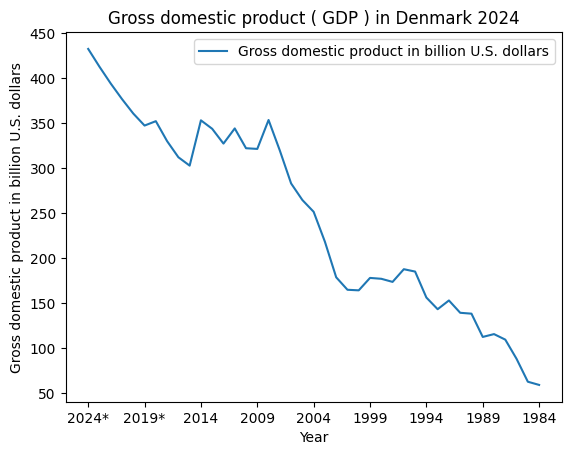 Gross domestic product ( GDP ) in Denmark 2024
Gross domestic product in billion U.S. dollars
Gross domestic product in billion U.S. dollars
450
400
350
300
250
200
150
100
50
2024* 2019* 2014 2009 2004 1999 1994 1989 1984
Year